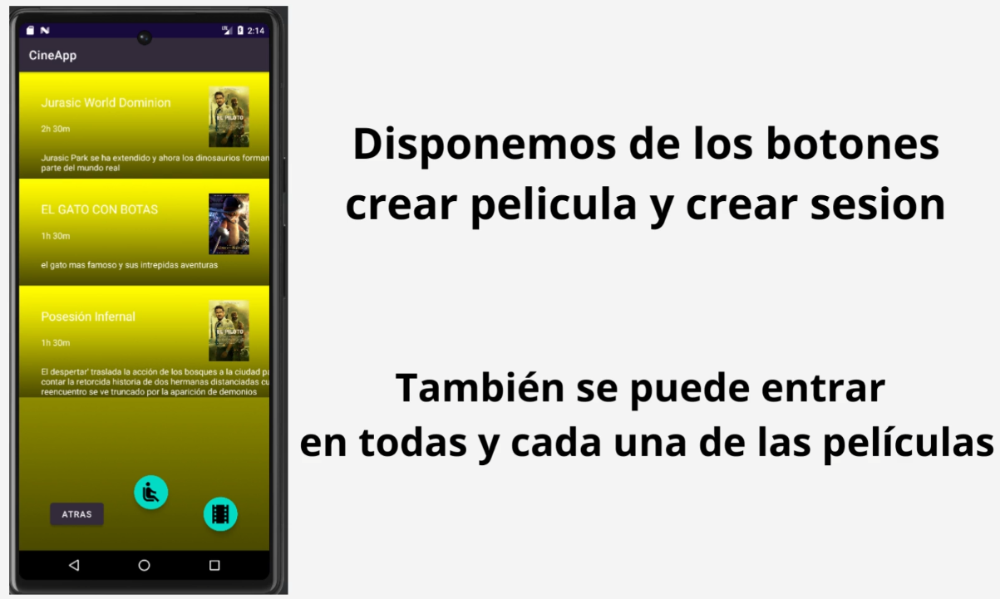 2:14
CineApp
Jurasic World Dominion
EL PILOTO
2h 30m
Jurasic Park se ha extendido y ahora los dinosaurios forman
parte del mundo real
EL GATO CON BOTAS
1h 30m
el gato mas famoso y sus intrepidas aventuras
Posesión Infernal
EL PILOTO
1h 30m
El despertar' traslada la acción de los bosques a la ciudad
contar la retorcida historia de dos hermanas distanciadas
reencuentro se ve truncado por la aparición de demonios
ATRAS
Disponemos de los botones
crear pelicula y crear sesion
También se puede entrar
en todas y cada una de las películas